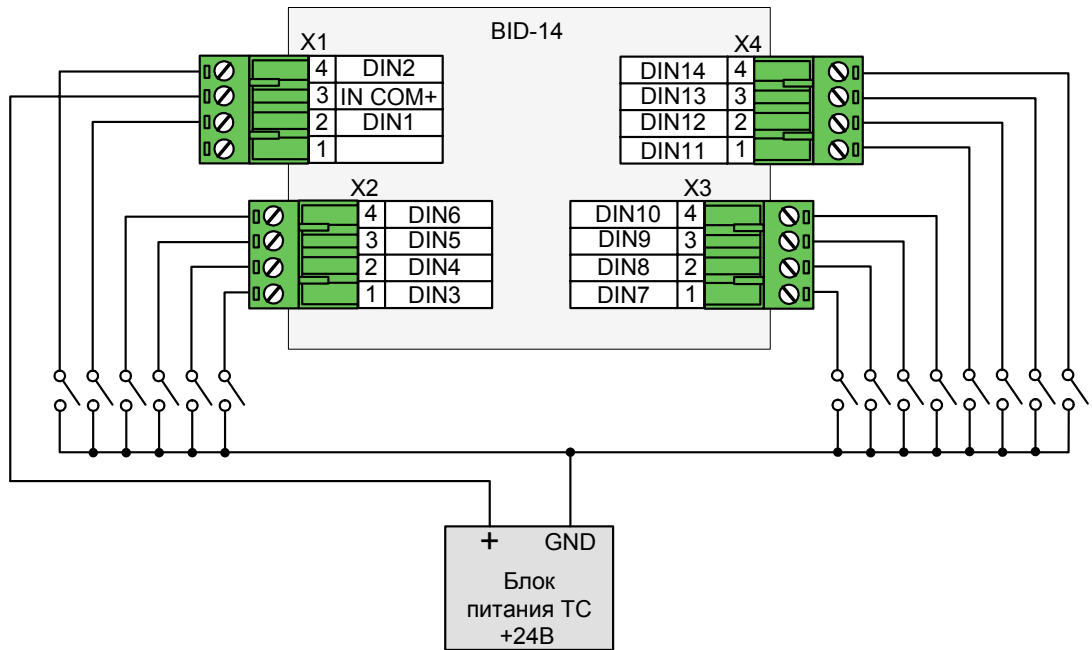 BID-14
X1
4 DIN2
3 IN COM+
2 DIN1
1
X4
DIN14 4
DIN13 3
DIN12 2
DIN11 1
X2
4 DIN6
3 DIN5
2 DIN4
1 DIN3
X3
DIN10 4
DIN9 3
DIN8 2
DIN7 1
+ GND
Блок
питания ТС
+24В